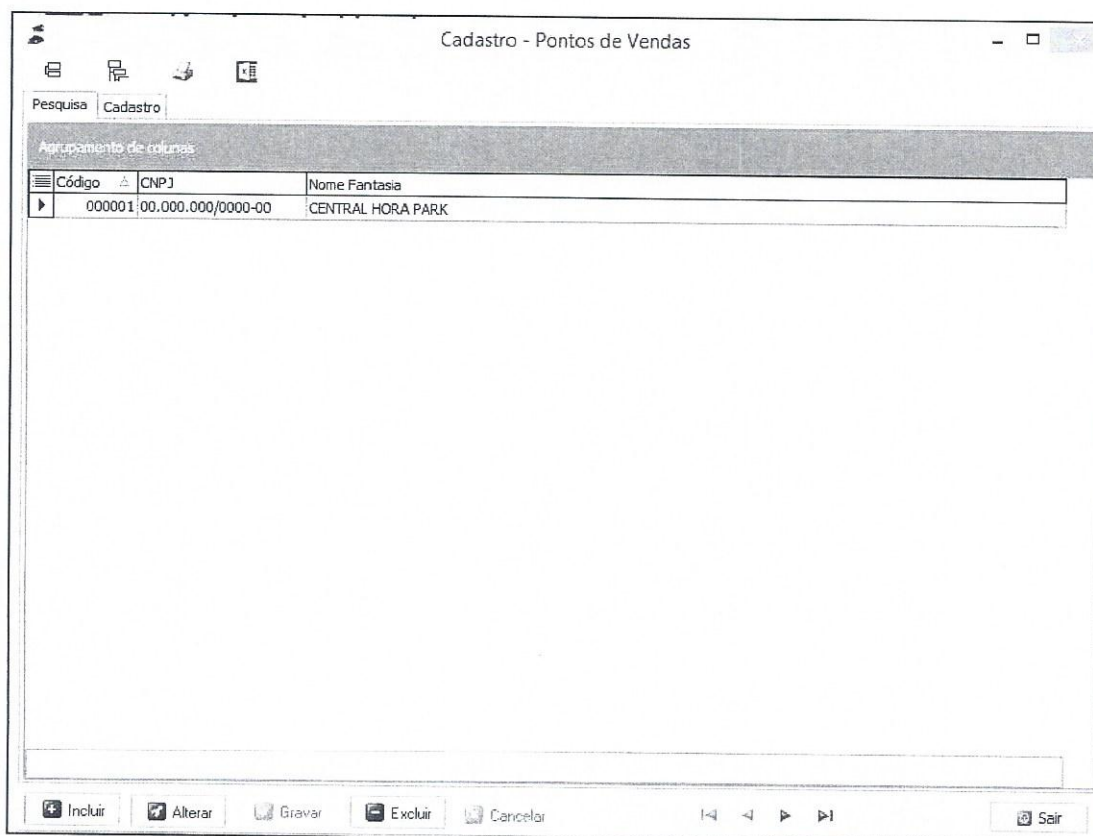 Cadastro - Pontos de Vendas
Pesquisa Cadastro
Agrupamento de colunas
Código CNPJ Nome Fantasia
000001 00.000.000/0000-00 CENTRAL HORA PARK
Incluir Alterar Gravar Excluir Cancelar Sair